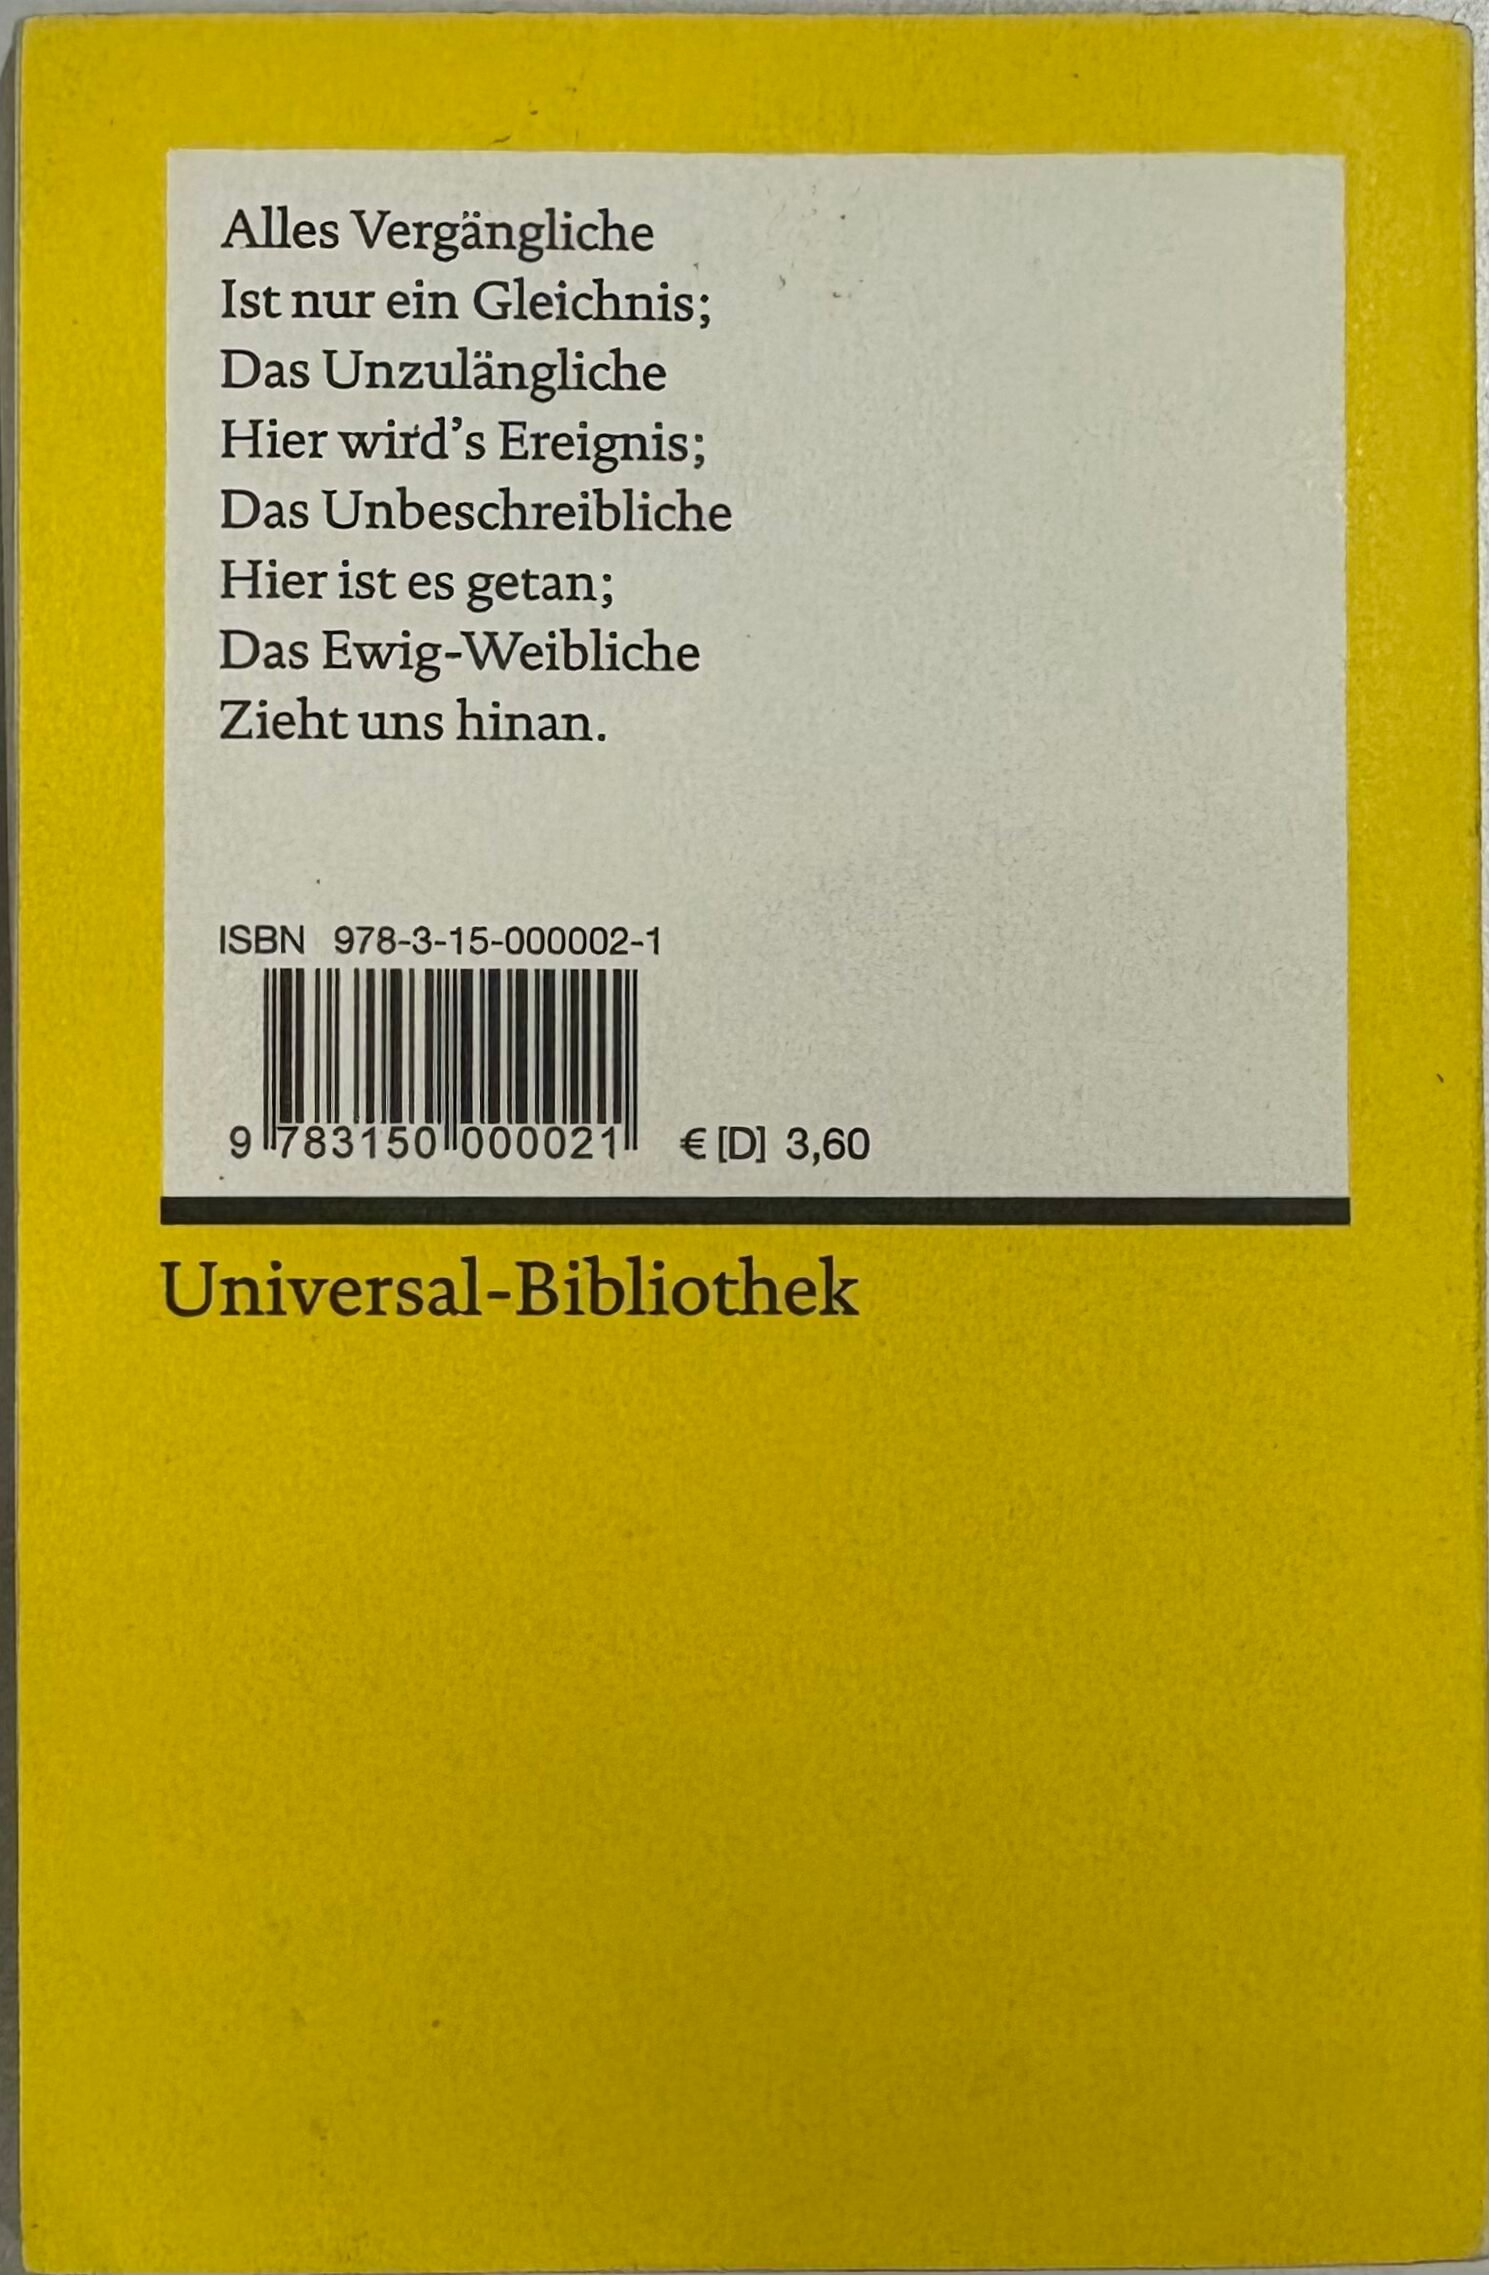 Alles Vergängliche
Ist nur ein Gleichnis;
Das Unzulängliche
Hier wird’s Ereignis;
Das Unbeschreibliche
Hier ist es getan;
Das Ewig-Weibliche
Zieht uns hinan.
ISBN 978-3-15-000002-1
9 783150 000021 € [D] 3,60
Universal-Bibliothek